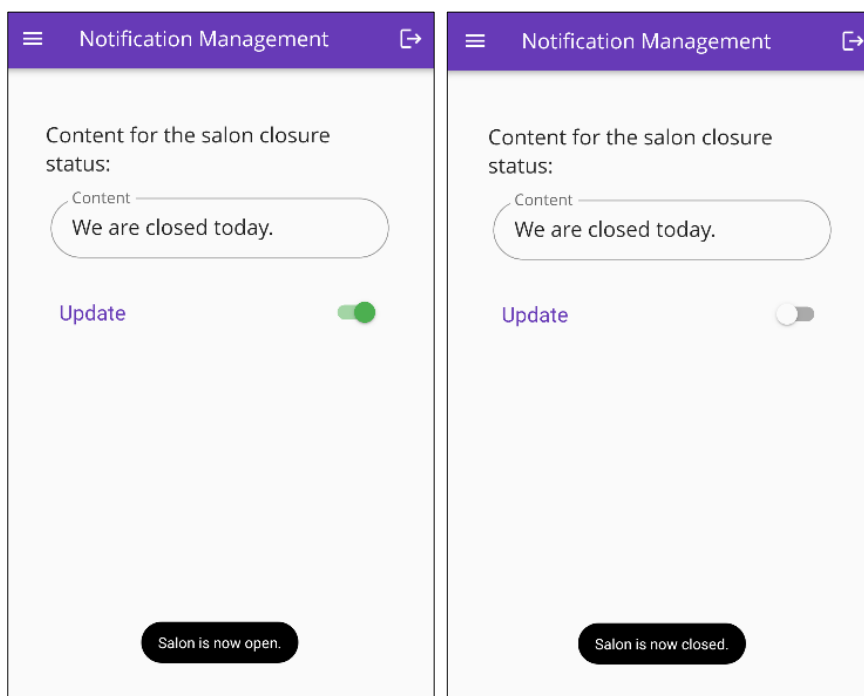 Notification Management
Content for the salon closure
status:
Content
We are closed today.
Update
Salon is now open.
Notification Management
Content for the salon closure
status:
Content
We are closed today.
Update
Salon is now closed.